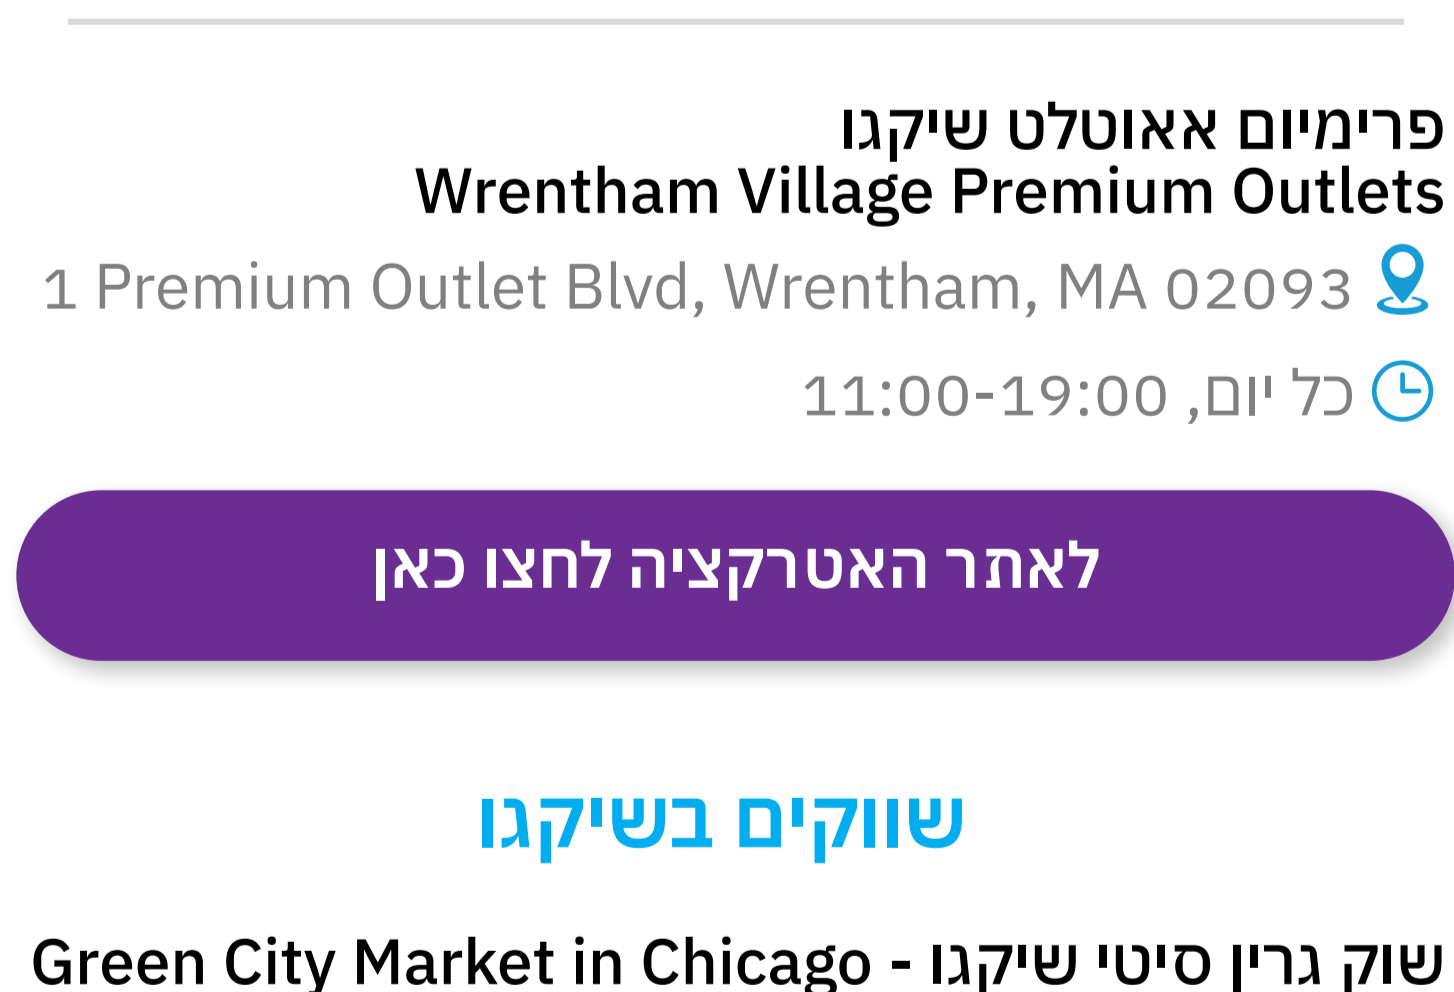 פרימיום אאוטלט שיקגו
Wrentham Village Premium Outlets
1 Premium Outlet Blvd, Wrentham, MA 02093
כל יום, 11:00-19:00
לאתר האטרקציה לחצו כאן
שווקים בשיקגו
שוק גרין סיטי שיקגו - Green City Market in Chicago